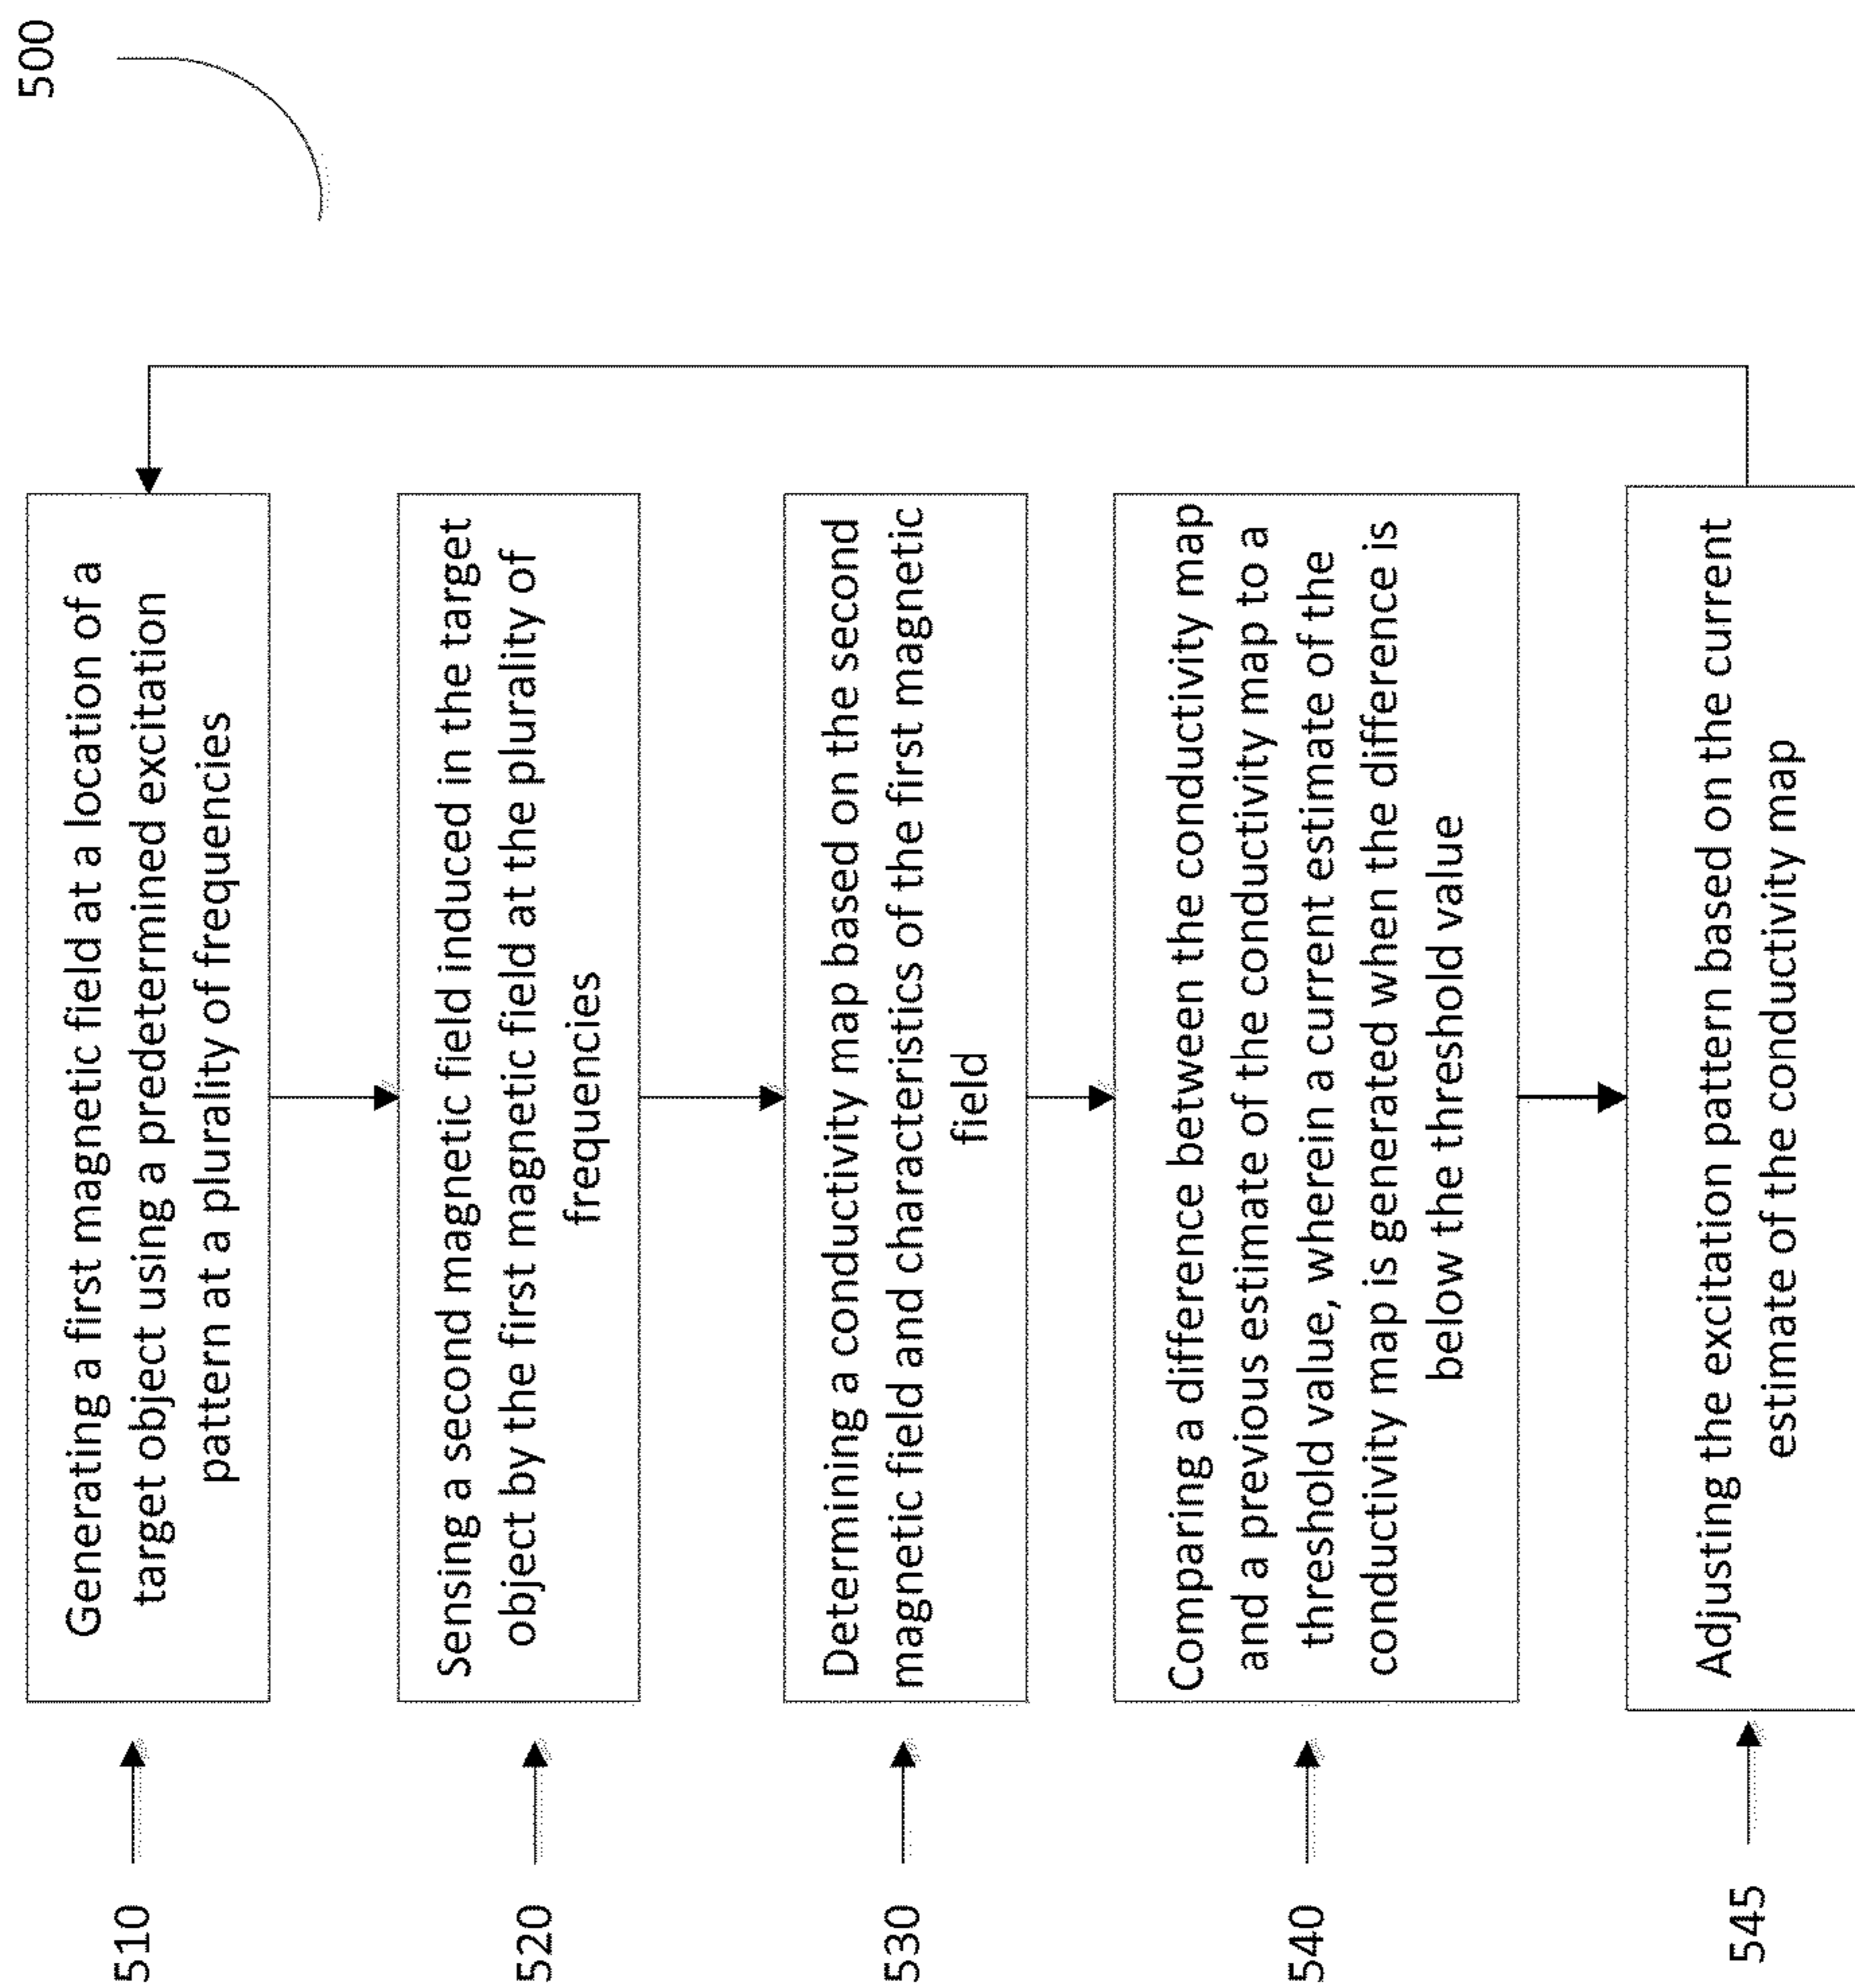 500
510
Generating a first magnetic field at a location of a
target object using a predetermined excitation
pattern at a plurality of frequencies
520
Sensing a second magnetic field induced in the target
object by the first magnetic field at the plurality of
frequencies
530
Determining a conductivity map based on the second
magnetic field and characteristics of the first magnetic
field
540
Comparing a difference between the conductivity map
and a previous estimate of the conductivity map to a
threshold value, wherein a current estimate of the
conductivity map is generated when the difference is
below the threshold value
545
Adjusting the excitation pattern based on the current
estimate of the conductivity map